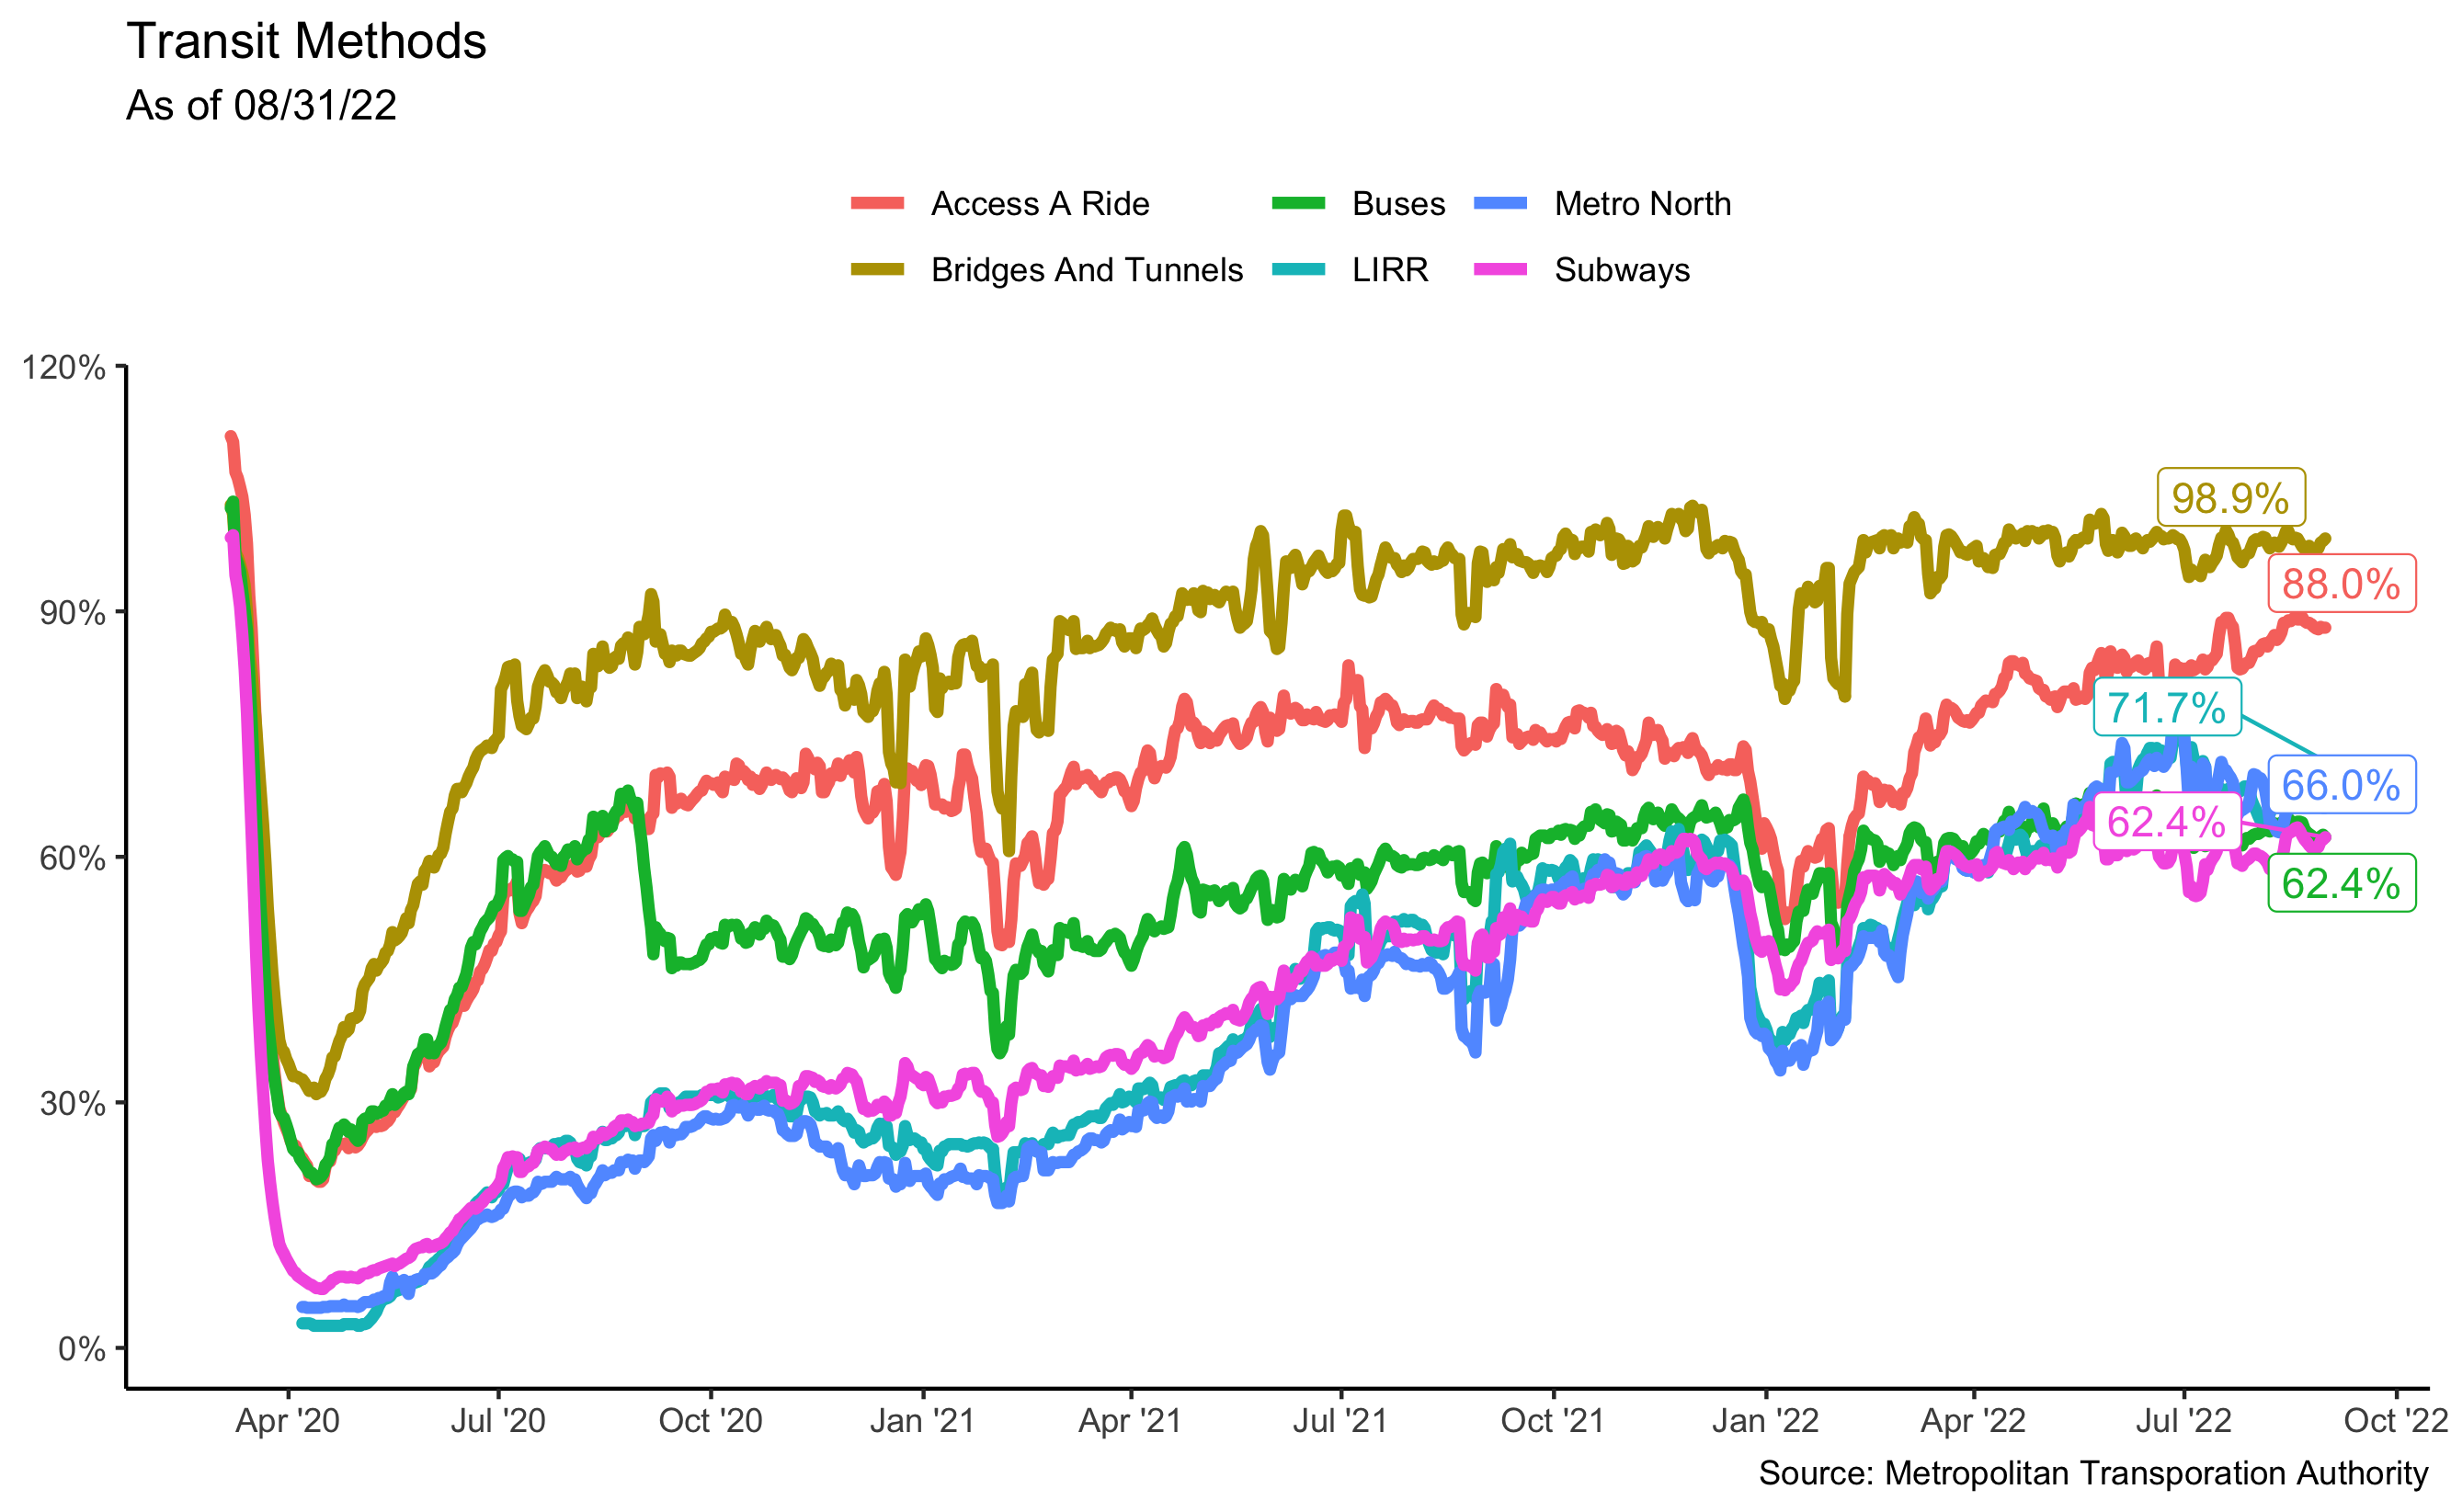 Transit Methods
As of 08/31/22
Access A Ride
Buses
Metro North
Bridges And Tunnels
LIRR
Subways
120%
90%
60%
30%
0%
98.9%
88.0%
71.7%
66.0%
62.4%
62.4%
Apr '20
Jul '20
Oct '20
Jan '21
Apr '21
Jul '21
Oct '21
Jan '22
Apr '22
Jul '22
Oct '22
Source: Metropolitan Transporation Authority